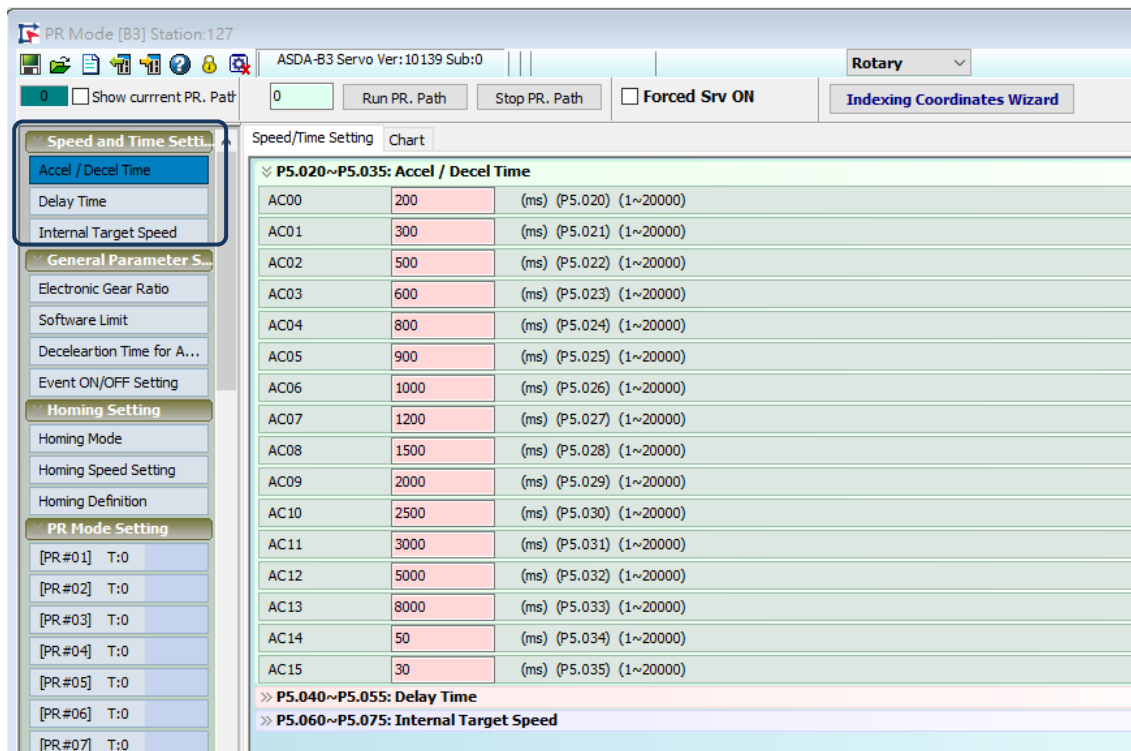 PR Mode [B3] Station:127
ASDA-B3 Servo Ver:10139 Sub:0
Rotary
0
Show currrent PR. Path
0
Run PR. Path
Stop PR. Path
Forced Srv ON
Indexing Coordinates Wizard
Speed and Time Setti...
Accel / Decel Time
Delay Time
Internal Target Speed
General Parameter S...
Electronic Gear Ratio
Software Limit
Deceleartion Time for A...
Event ON/OFF Setting
Homing Setting
Homing Mode
Homing Speed Setting
Homing Definition
PR Mode Setting
[PR#01] T:0
[PR#02] T:0
[PR#03] T:0
[PR#04] T:0
[PR#05] T:0
[PR#06] T:0
[PR#07] T:0
Speed/Time Setting Chart
P5.020~P5.035: Accel / Decel Time
AC00 200 (ms) (P5.020) (1~20000)
AC01 300 (ms) (P5.021) (1~20000)
AC02 500 (ms) (P5.022) (1~20000)
AC03 600 (ms) (P5.023) (1~20000)
AC04 800 (ms) (P5.024) (1~20000)
AC05 900 (ms) (P5.025) (1~20000)
AC06 1000 (ms) (P5.026) (1~20000)
AC07 1200 (ms) (P5.027) (1~20000)
AC08 1500 (ms) (P5.028) (1~20000)
AC09 2000 (ms) (P5.029) (1~20000)
AC10 2500 (ms) (P5.030) (1~20000)
AC11 3000 (ms) (P5.031) (1~20000)
AC12 5000 (ms) (P5.032) (1~20000)
AC13 8000 (ms) (P5.033) (1~20000)
AC14 50 (ms) (P5.034) (1~20000)
AC15 30 (ms) (P5.035) (1~20000)
P5.040~P5.055: Delay Time
P5.060~P5.075: Internal Target Speed